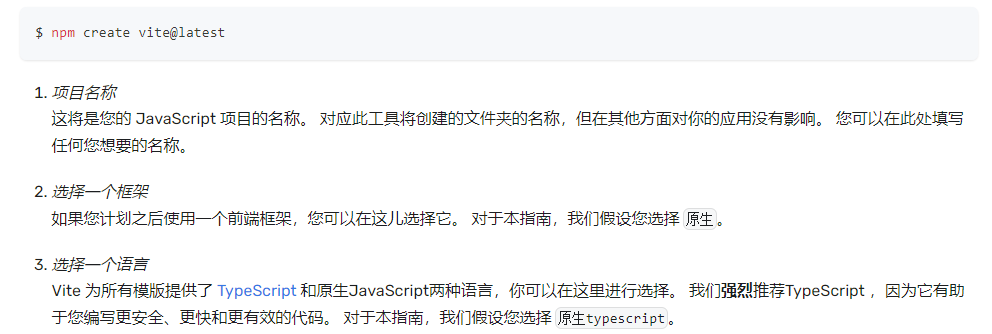 $ npm create vite@latest
1. 项目名称
这将是您的 JavaScript 项目的名称。 对应此工具将创建的文件夹的名称，但在其他方面对你的应用没有影响。 您可以在此处填写
任何您想要的名称。
2. 选择一个框架
如果您计划之后使用一个前端框架，您可以在这儿选择它。 对于本指南，我们假设您选择 原生。
3. 选择一个语言
Vite 为所有模版提供了 TypeScript 和原生JavaScript两种语言，你可以在这里进行选择。 我们强烈推荐TypeScript ，因为它有助
于您编写更安全、更快和更有效的代码。 对于本指南，我们假设您选择 原生typescript。